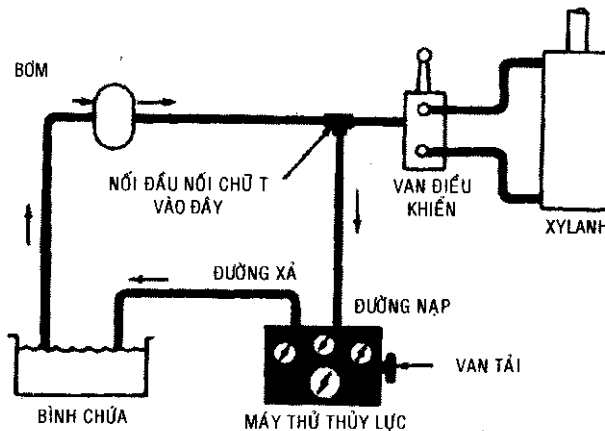 BƠM
NỐI ĐẦU NỐI CHỮ T
VÀO ĐÂY
VAN ĐIỀU
KHIỂN
XYLANH
ĐƯỜNG XẢ
ĐƯỜNG NẠP
VAN TẢI
BÌNH CHỨA
MÁY THỬ THỦY LỰC